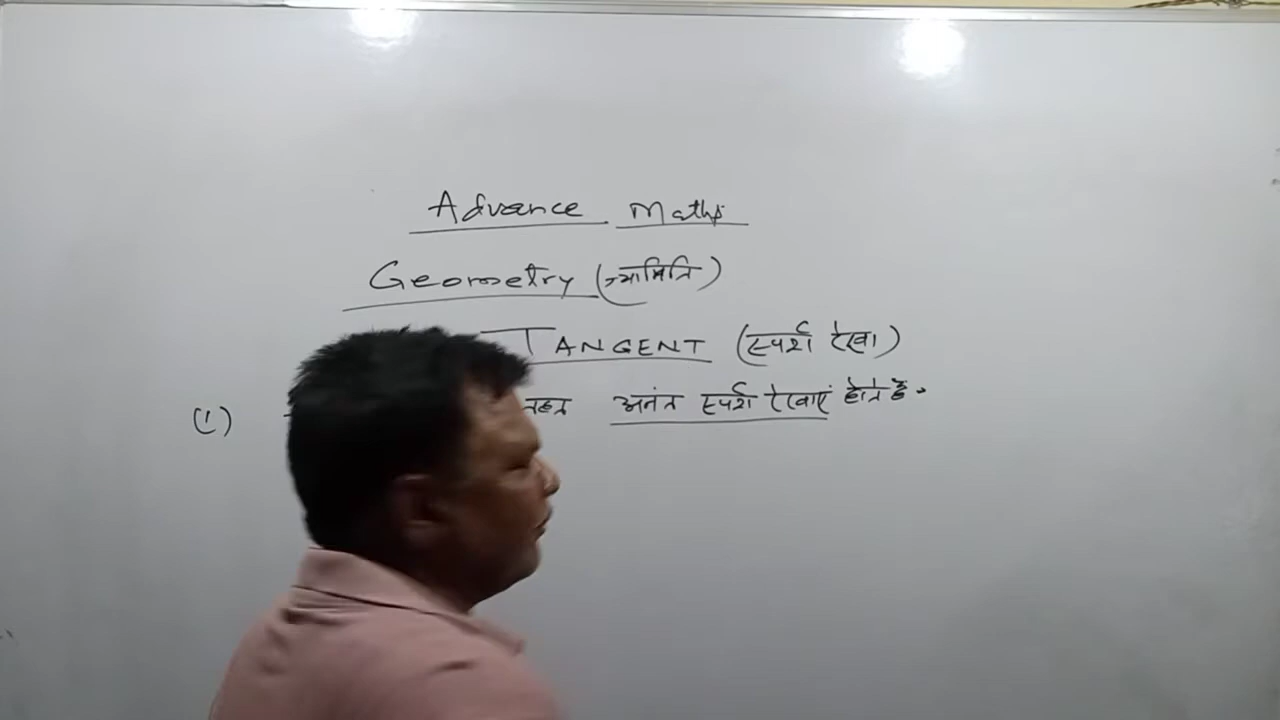 Advance Maths
Geometry (ज्यामिति)
TANGENT (स्पर्श रेखा)
(1) अनंत स्पर्श रेखाएं होते है.